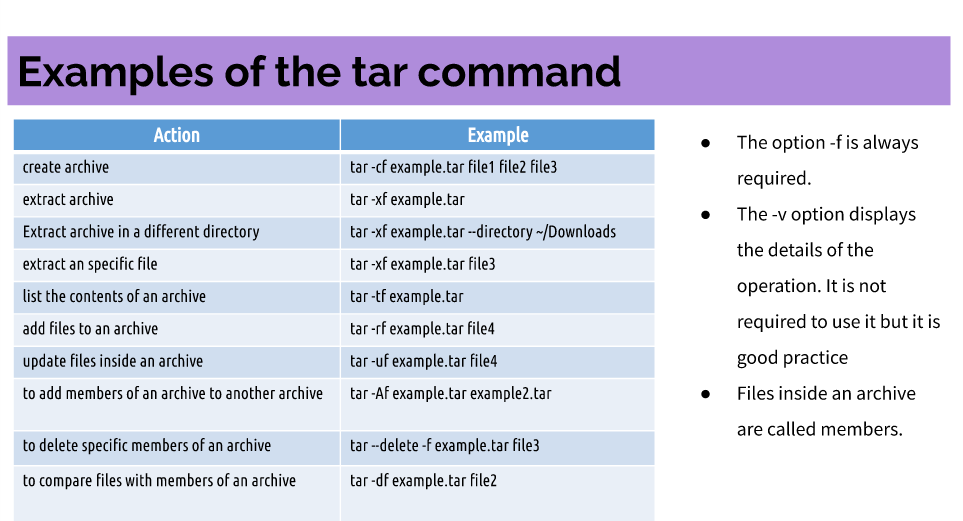 Examples of the tar command
Action Example
create archive tar -cf example.tar file1 file2 file3
extract archive tar -xf example.tar
Extract archive in a different directory tar -xf example.tar --directory ~/Downloads
extract an specific file tar -xf example.tar file3
list the contents of an archive tar -tf example.tar
add files to an archive tar -rf example.tar file4
update files inside an archive tar -uf example.tar file4
to add members of an archive to another archive tar -Af example.tar example2.tar
to delete specific members of an archive tar --delete -f example.tar file3
to compare files with members of an archive tar -df example.tar file2
● The option -f is always
required.
● The -v option displays
the details of the
operation. It is not
required to use it but it is
good practice
● Files inside an archive
are called members.